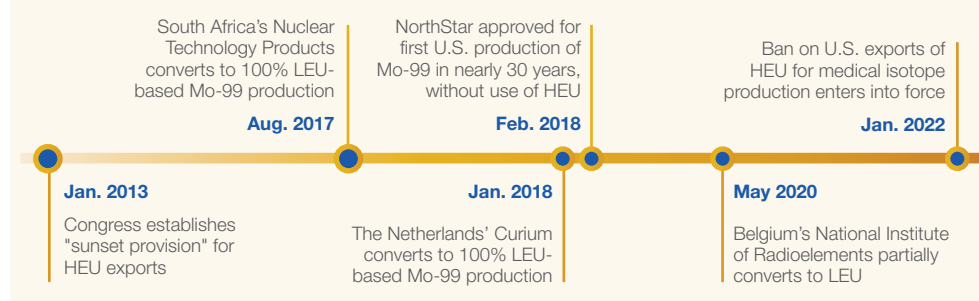 South Africa’s Nuclear
Technology Products
converts to 100% LEU-
based Mo-99 production
Aug. 2017
NorthStar approved for
first U.S. production of
Mo-99 in nearly 30 years,
without use of HEU
Feb. 2018
Ban on U.S. exports of
HEU for medical isotope
production enters into force
Jan. 2022
Jan. 2013
Congress establishes
"sunset provision" for
HEU exports
Jan. 2018
The Netherlands’ Curium
converts to 100% LEU-
based Mo-99 production
May 2020
Belgium’s National Institute
of Radioelements partially
converts to LEU